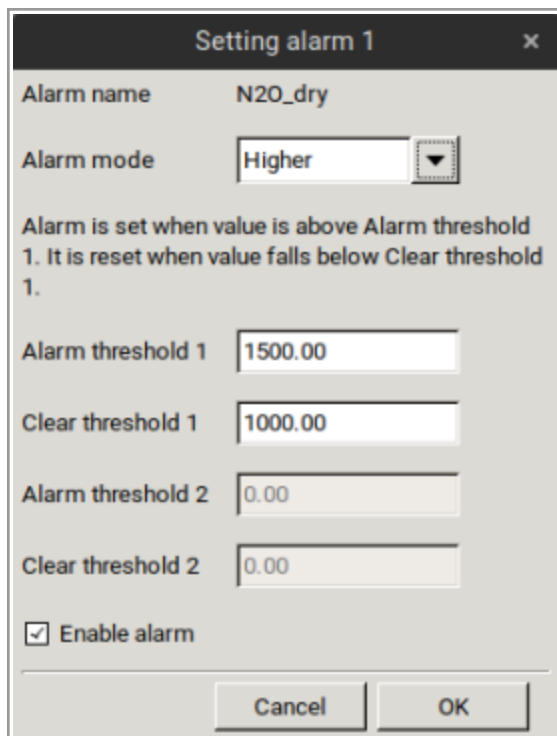 Setting alarm 1
Alarm name N2O_dry
Alarm mode Higher
Alarm is set when value is above Alarm threshold
1. It is reset when value falls below Clear threshold
1.
Alarm threshold 1 1500.00
Clear threshold 1 1000.00
Alarm threshold 2 0.00
Clear threshold 2 0.00
Enable alarm
Cancel OK